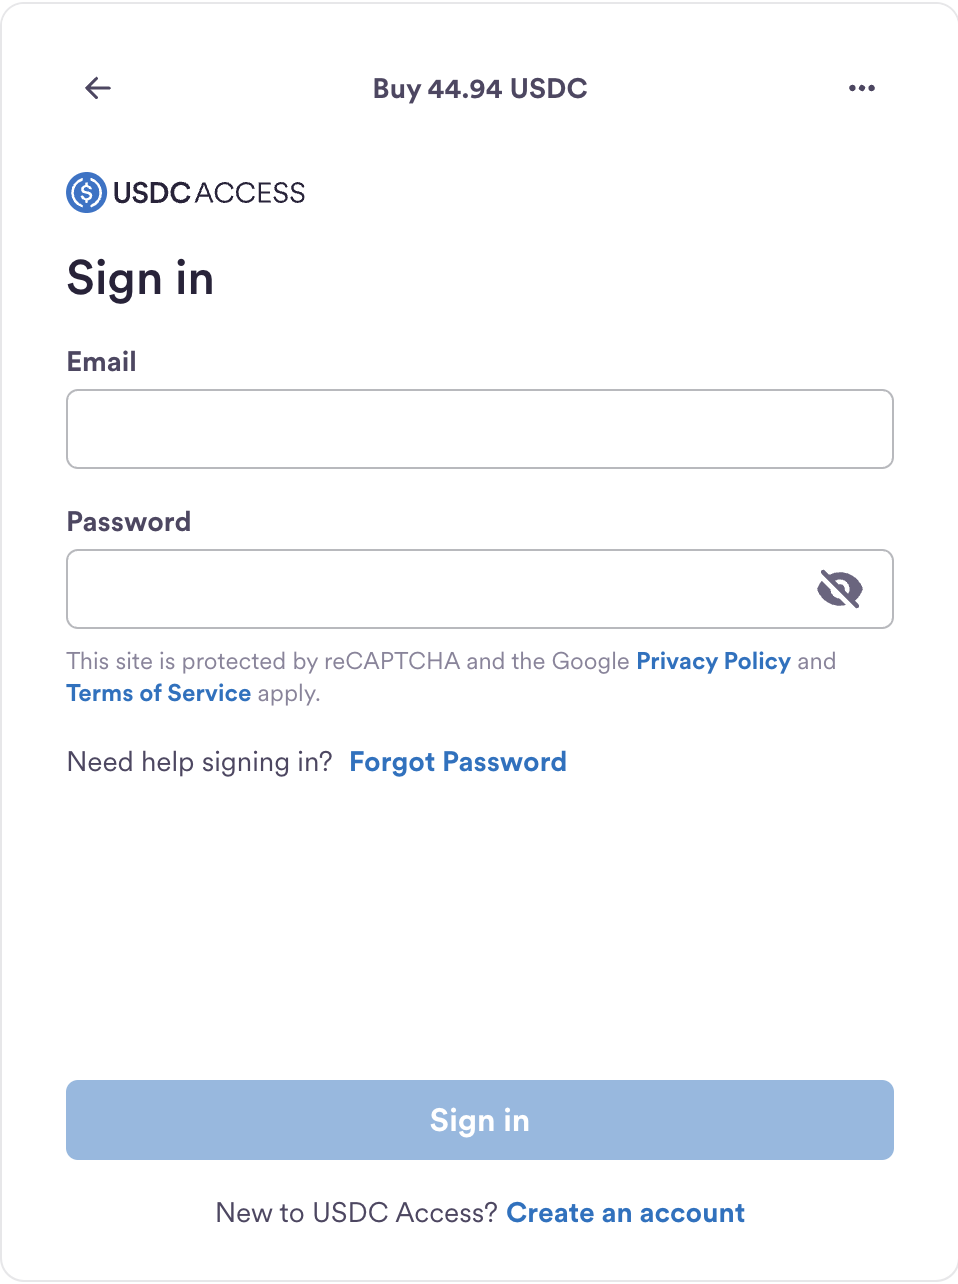 Buy 44.94 USDC
USDC ACCESS
Sign in
Email
Password
This site is protected by reCAPTCHA and the Google Privacy Policy and
Terms of Service apply.
Need help signing in? Forgot Password
Sign in
New to USDC Access? Create an account